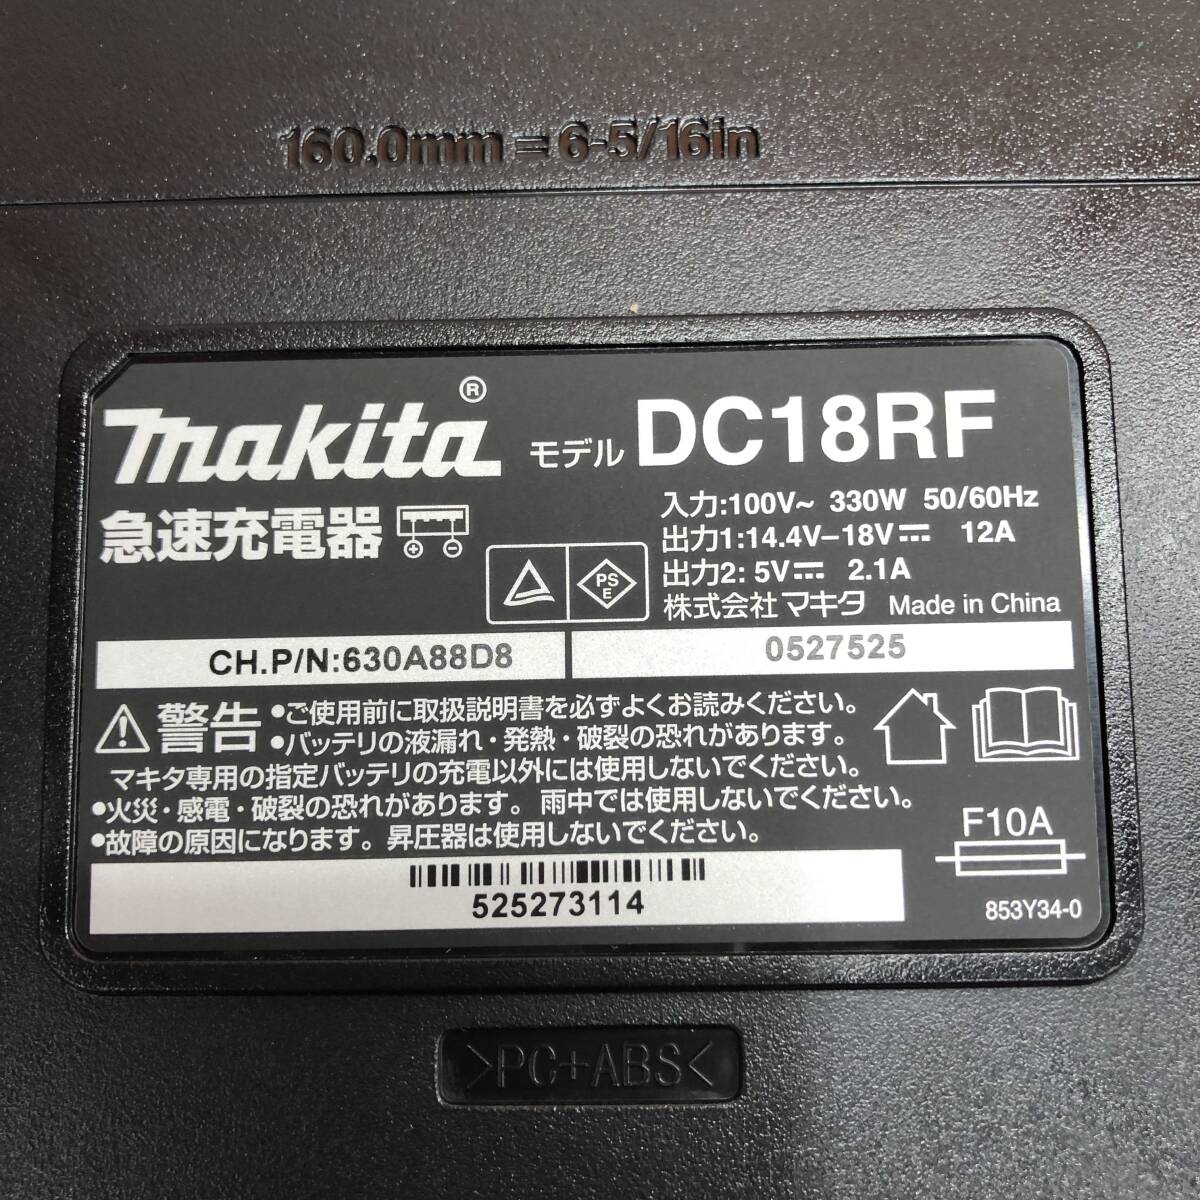 160.0mm = 6-5/16in
makita® モデル DC18RF
急速充電器
入力:100V~ 330W 50/60Hz
出力1:14.4V–18V⎓ 12A
出力2: 5V⎓ 2.1A
PS
E
株式会社マキタ Made in China
CH.P/N:630A88D8
0527525
警告 •ご使用前に取扱説明書を必ずよくお読みください。
•バッテリの液漏れ・発熱・破裂の恐れがあります。
マキタ専用の指定バッテリの充電以外には使用しないでください。
•火災・感電・破裂の恐れがあります。雨中では使用しないでください。
•故障の原因になります。昇圧器は使用しないでください。
F10A
525273114
853Y34-0
>PC+ABS<